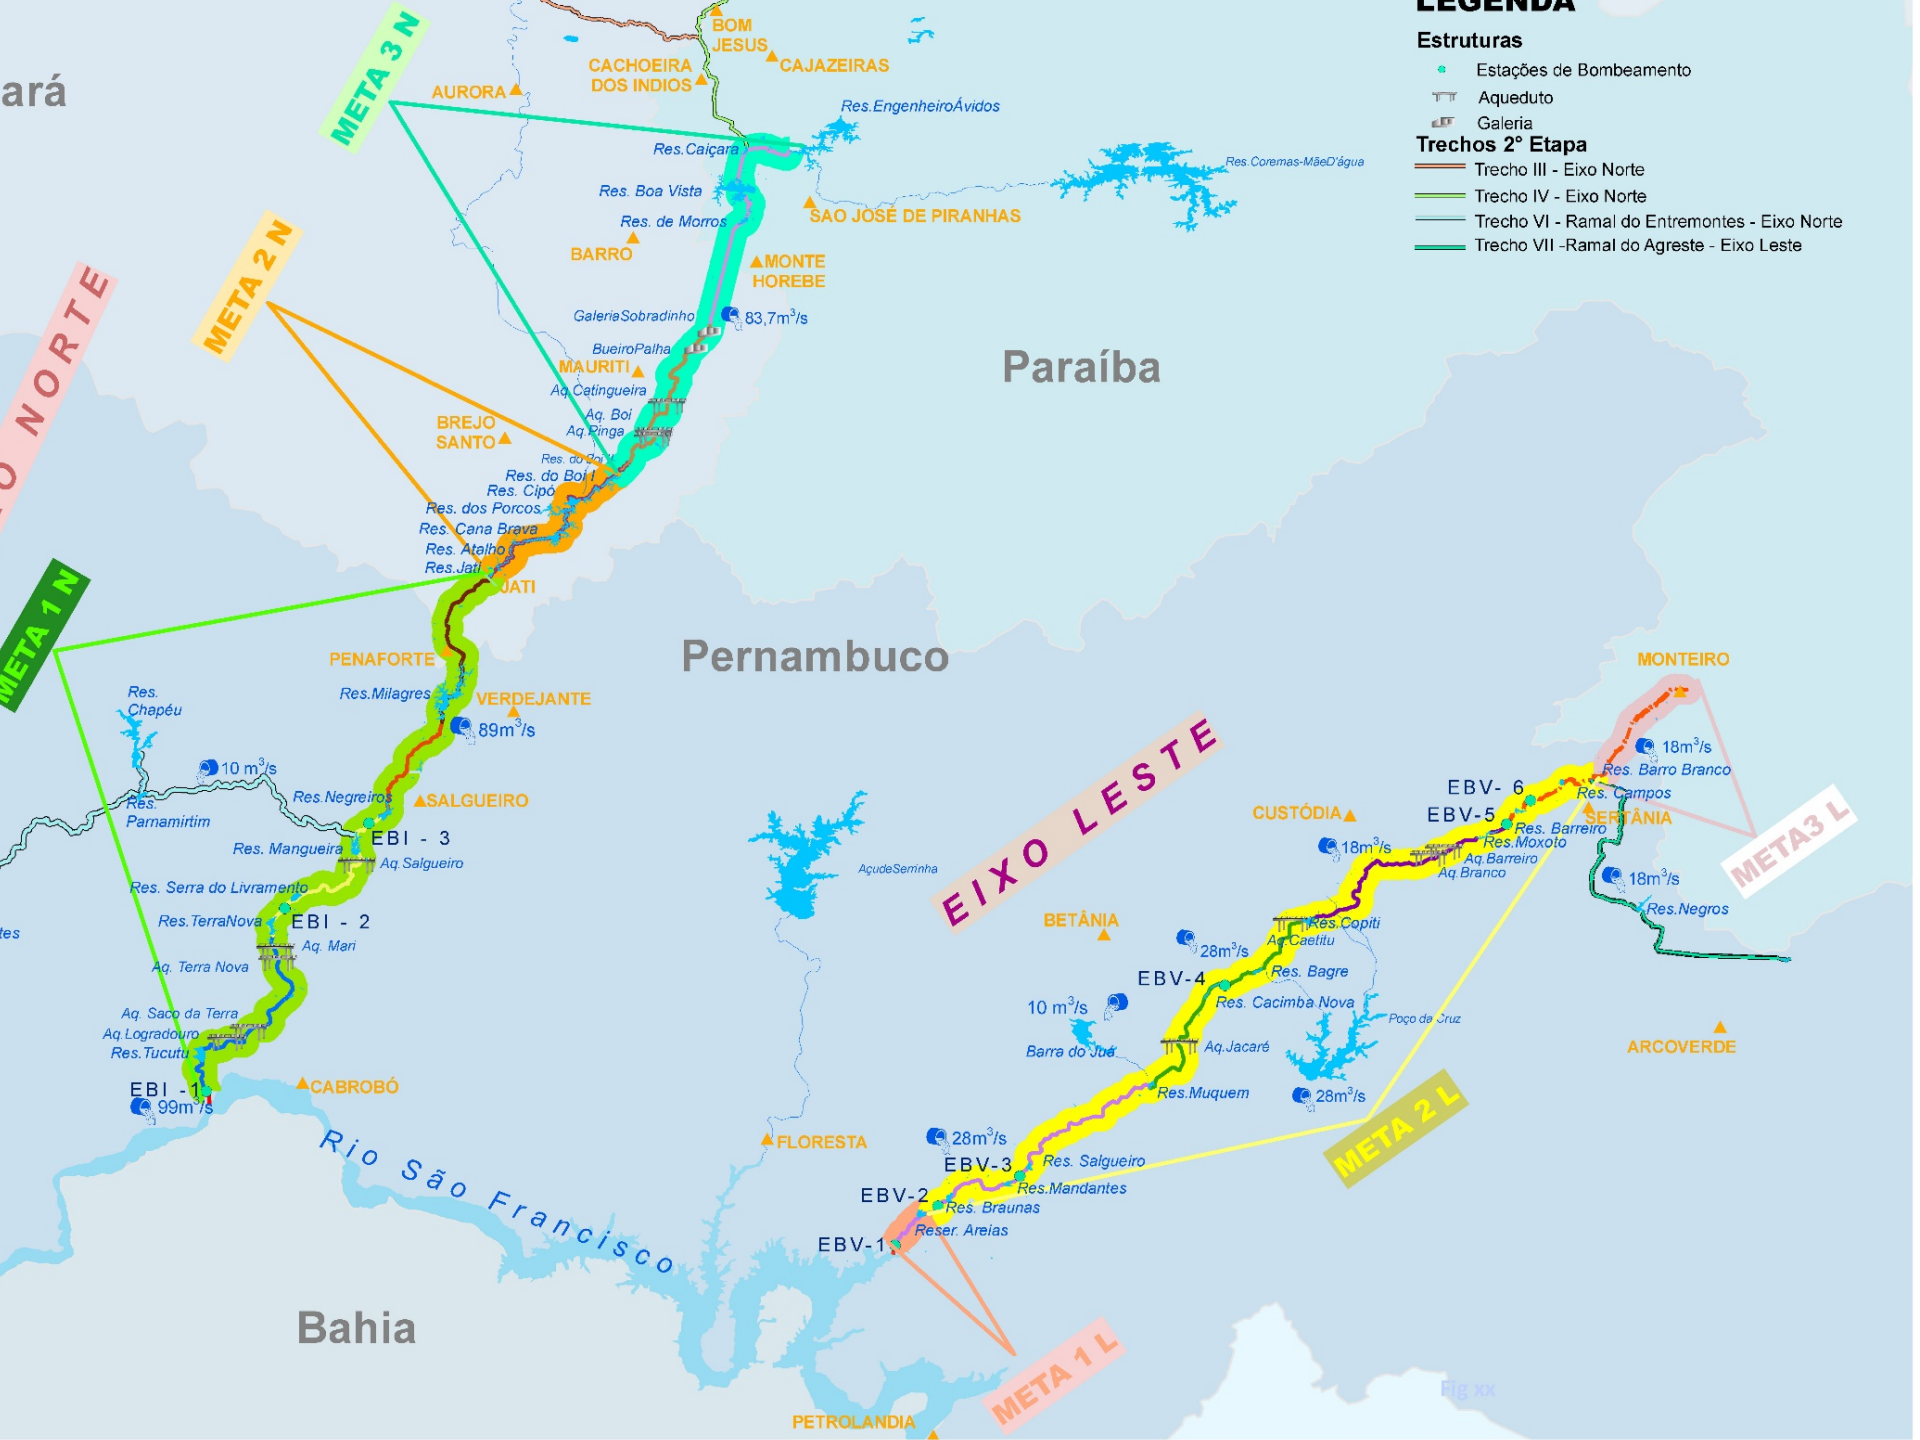 LEGENDA
Estruturas
Estações de Bombeamento
Aqueduto
Galeria
Trechos 2° Etapa
Trecho III - Eixo Norte
Trecho IV - Eixo Norte
Trecho VI - Ramal do Entremontes - Eixo Norte
Trecho VII -Ramal do Agreste - Eixo Leste
ará
META 3 N
BOM
JESUS
CACHOEIRA
DOS INDIOS
CAJAZEIRAS
AURORA
Res.EngenheiroÁvidos
Res.Caiçara
Res.Coremas-MãeD'água
Res. Boa Vista
Res. de Morros
SAO JOSÉ DE PIRANHAS
BARRO
MONTE
HOREBE
META 2 N
NORTE
GaleriaSobradinho
83,7m³/s
BueiroPalha
MAURITI
Aq.Catingueira
Aq. Boi
Aq.Pinga
Paraíba
BREJO
SANTO
Res. do Boi II
Res. do Boi I
Res. Cipó
Res. dos Porcos
Res. Cana Brava
Res. Atalho
Res.Jati
JATI
META 1 N
PENAFORTE
Pernambuco
MONTEIRO
Res.Milagres
VERDEJANTE
89m³/s
Res.
Chapéu
10 m³/s
Res.
Parnamirtim
Res.Negreiros
SALGUEIRO
EBI - 3
Res. Mangueira
Aq.Salgueiro
Res. Serra do Livramento
Res.TerraNova
EBI - 2
Aq. Mari
Aq. Terra Nova
tes
Aq. Saco da Terra
Aq.Logradouro
Res.Tucutu
EBI -1
99m³/s
CABROBÓ
Rio São Francisco
Bahia
AçudeSerrinha
EIXO LESTE
18m³/s
Res. Barro Branco
EBV- 6
Res. Campos
EBV-5
SERTÂNIA
CUSTÓDIA
Res. Barreiro
Res.Moxoto
18m³/s
Aq.Barreiro
Aq.Branco
META3 L
18m³/s
Res.Negros
BETÂNIA
Res.Copiti
Aq.Caetitu
28m³/s
EBV-4
Res. Bagre
Res. Cacimba Nova
10 m³/s
Poço da Cruz
Barra do Juá
Aq.Jacaré
ARCOVERDE
Res.Muquem
28m³/s
META 2 L
FLORESTA
28m³/s
EBV-3
Res. Salgueiro
Res.Mandantes
EBV-2
Res. Braunas
Reser. Areias
EBV-1
META 1 L
Fig xx
PETROLANDIA